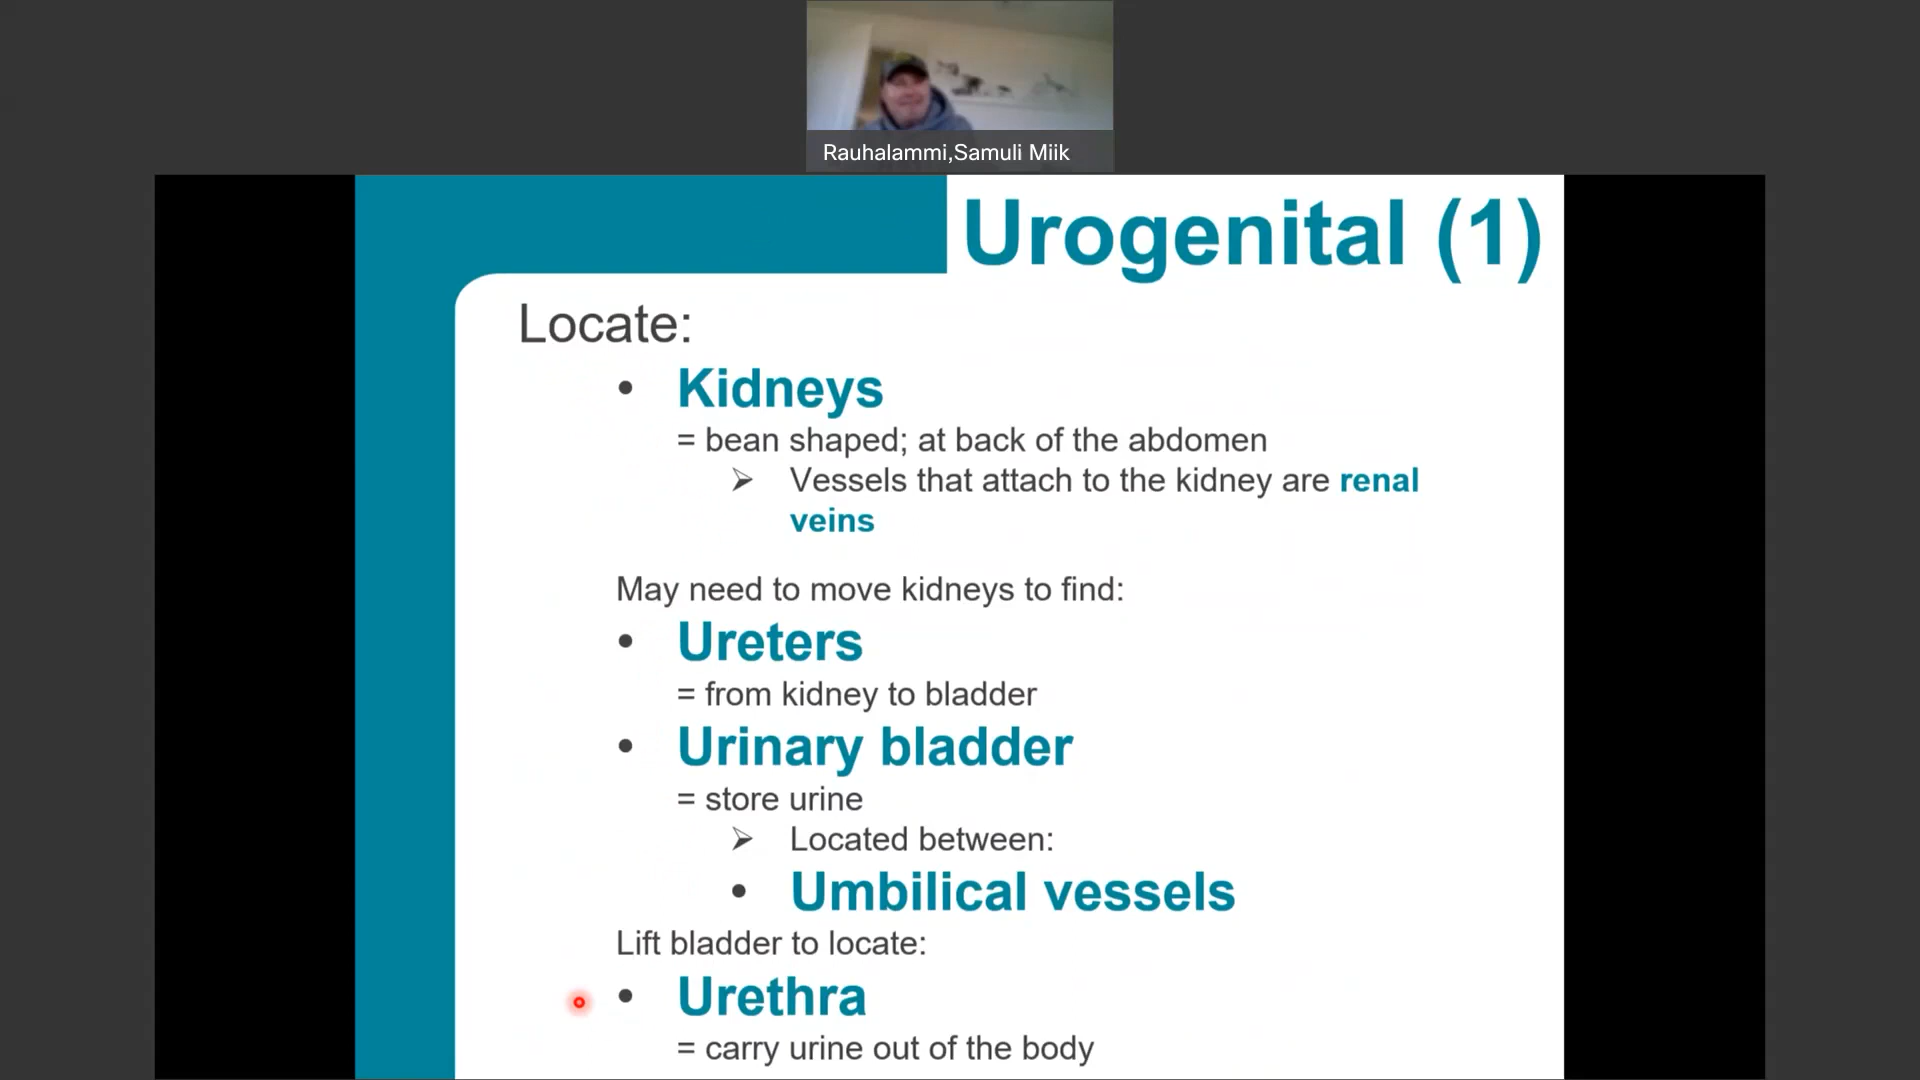 Rauhalammi,Samuli Miik
Urogenital (1)
Locate:
• Kidneys
= bean shaped; at back of the abdomen
➢ Vessels that attach to the kidney are renal
veins
May need to move kidneys to find:
• Ureters
= from kidney to bladder
• Urinary bladder
= store urine
➢ Located between:
• Umbilical vessels
Lift bladder to locate:
• Urethra
= carry urine out of the body